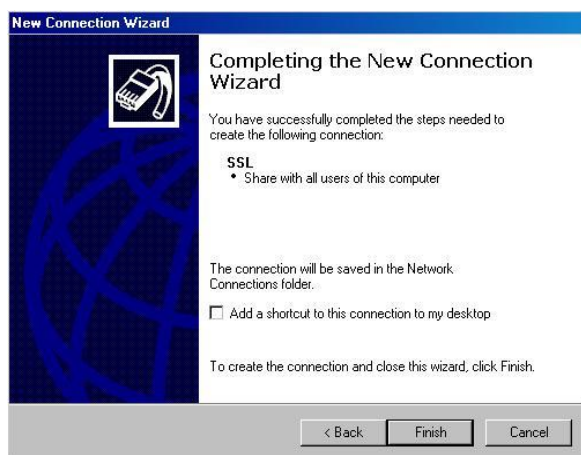 New Connection Wizard
Completing the New Connection
Wizard
You have successfully completed the steps needed to
create the following connection:
SSL
• Share with all users of this computer
The connection will be saved in the Network
Connections folder.
Add a shortcut to this connection to my desktop
To create the connection and close this wizard, click Finish.
< Back Finish Cancel